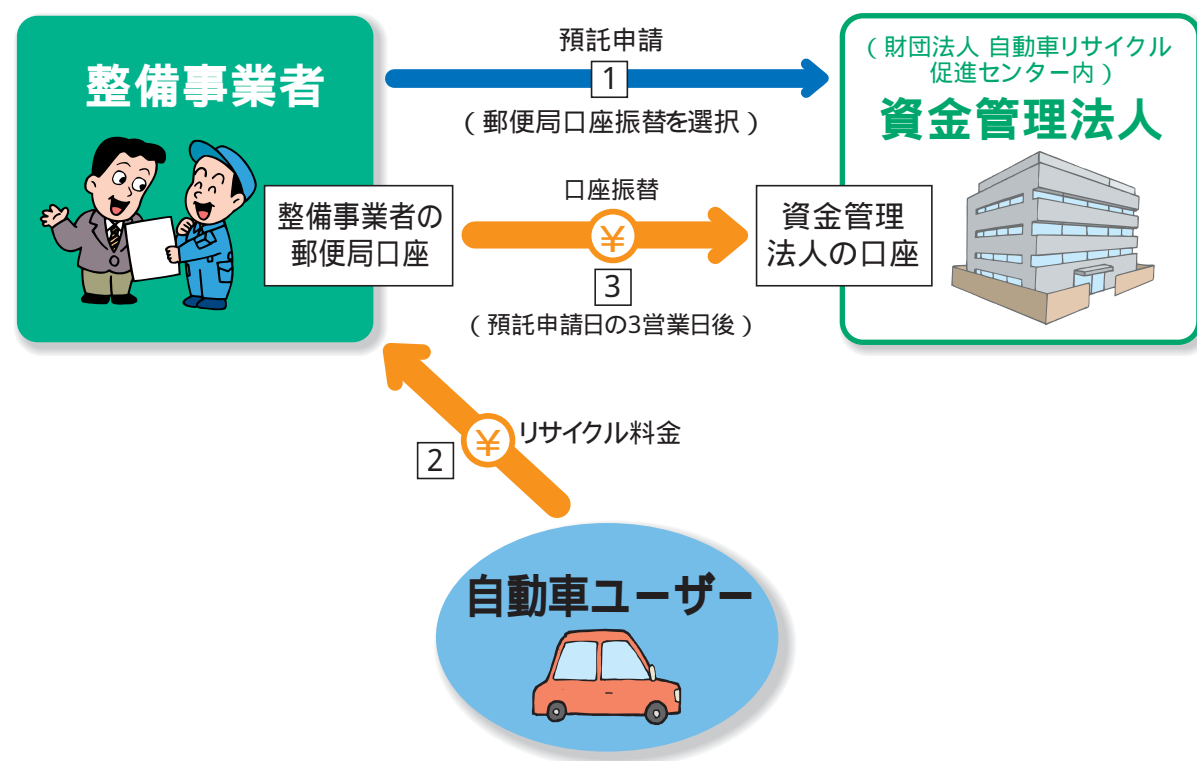 整備事業者
預託申請
1
（郵便局口座振替を選択）
（財団法人 自動車リサイクル
促進センター内）
資金管理法人
整備事業者の
郵便局口座
口座振替
¥
3
（預託申請日の3営業日後）
資金管理
法人の口座
2
¥
リサイクル料金
自動車ユーザー